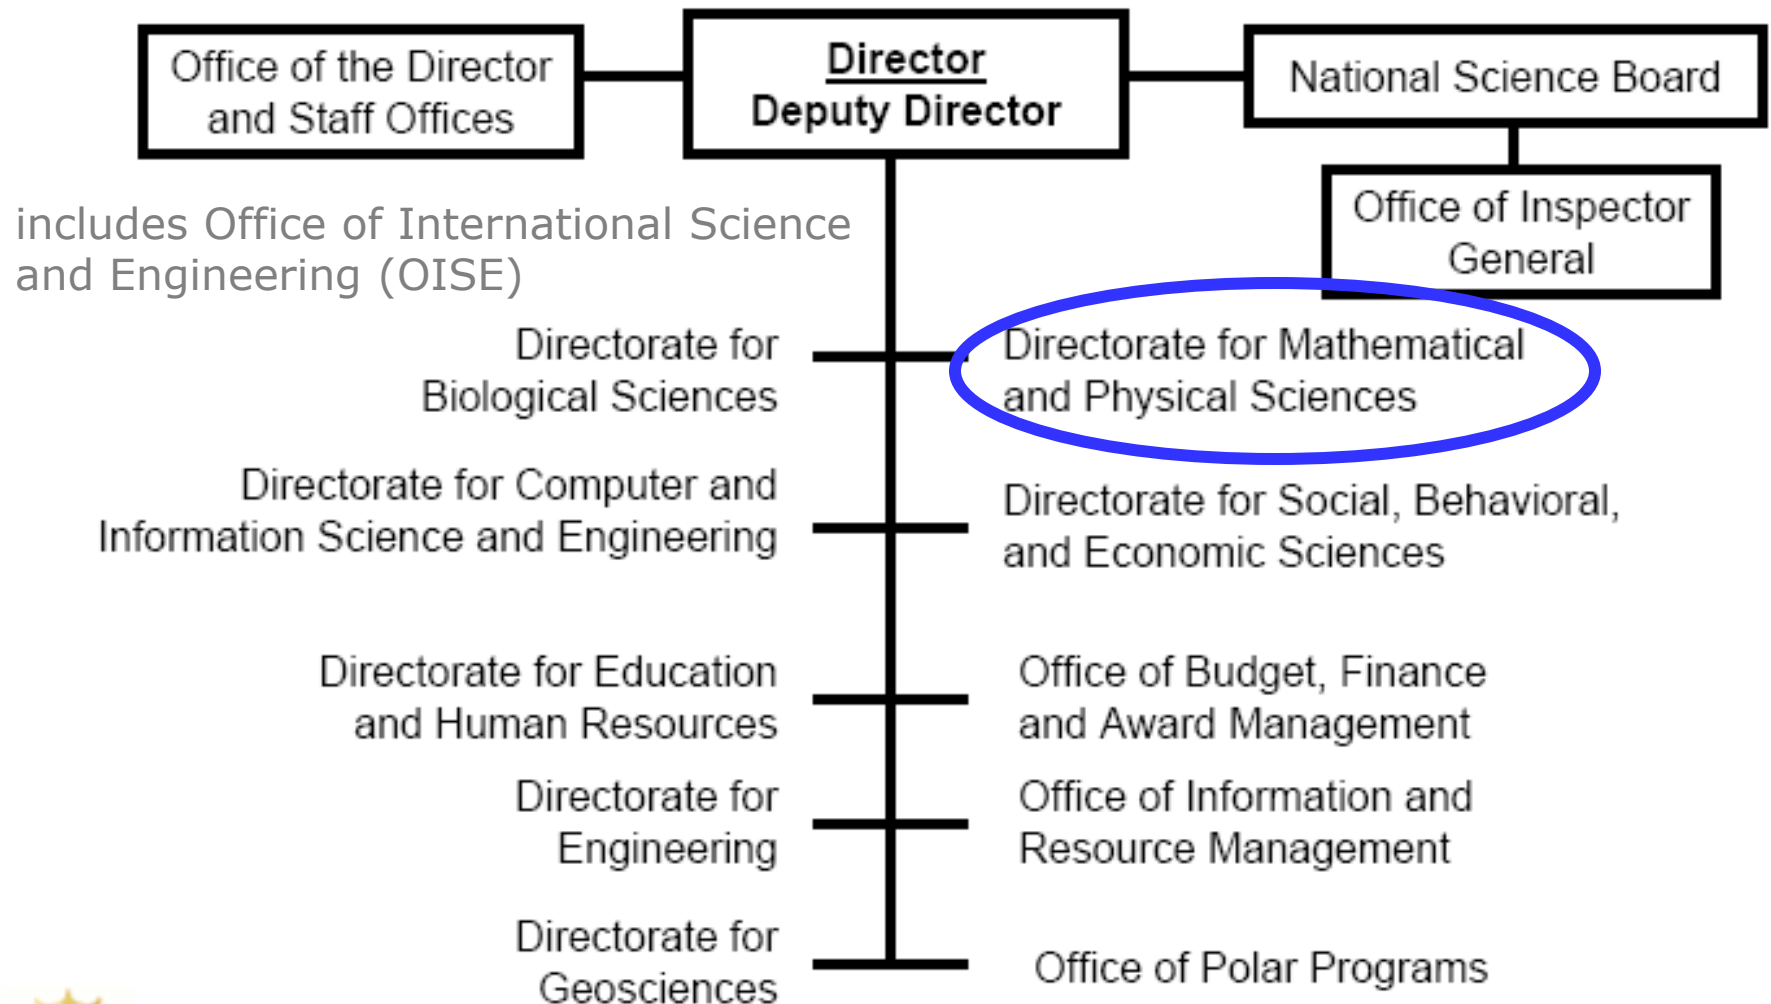 Office of the Director
and Staff Offices
Director
Deputy Director
National Science Board
Office of Inspector
General
includes Office of International Science
and Engineering (OISE)
Directorate for
Biological Sciences
Directorate for Mathematical
and Physical Sciences
Directorate for Computer and
Information Science and Engineering
Directorate for Social, Behavioral,
and Economic Sciences
Directorate for Education
and Human Resources
Office of Budget, Finance
and Award Management
Directorate for
Engineering
Office of Information and
Resource Management
Directorate for
Geosciences
Office of Polar Programs